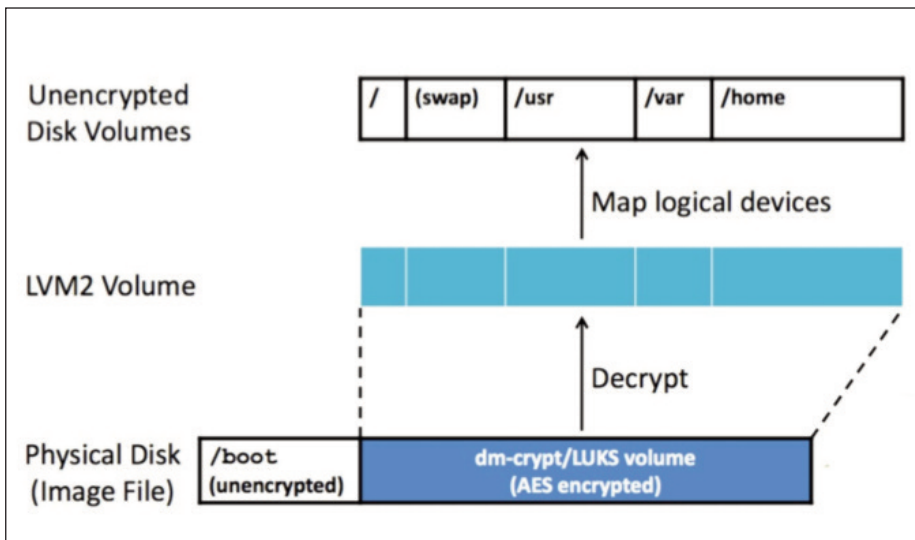 Unencrypted
Disk Volumes
/ (swap) /usr /var /home
Map logical devices
LVM2 Volume
Decrypt
Physical Disk
(Image File)
/boot
(unencrypted)
dm-crypt/LUKS volume
(AES encrypted)